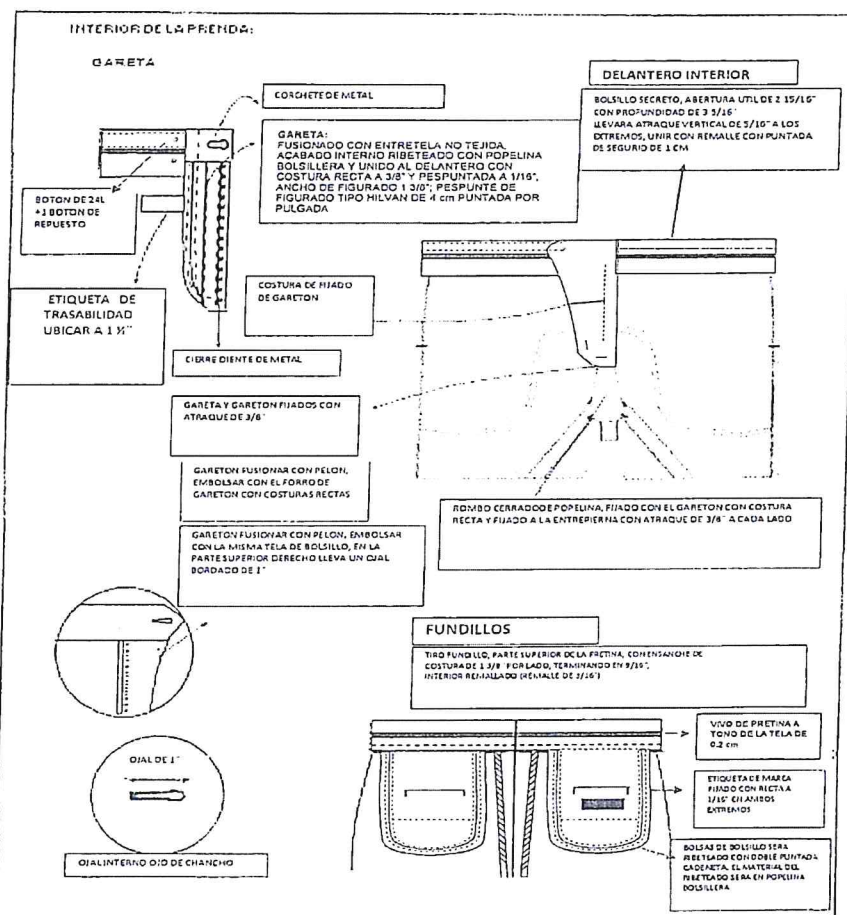 INTERIOR DE LA PRENDA:
GARETA
CORCHETE DE METAL
GARETA:
FUSIONADO CON ENTRETELA NO TEJIDA,
ACABADO INTERNO RIBETEADO CON POPELINA
BOLSILLERA Y UNIDO AL DELANTERO CON
COSTURA RECTA A 3/8" Y PESPUNTADA A 1/16",
ANCHO DE FIGURADO 1 3/8"; PESPUNTE DE
FIGURADO TIPO HILVAN DE 4 cm PUNTADA POR
PULGADA
BOTON DE 24L
+1 BOTON DE
REPUESTO
ETIQUETA DE
TRASABILIDAD
UBICAR A 1 ½"
CIERRE DIENTE DE METAL
COSTURA DE FIJADO
DE GARETON
GARETA Y GARETON FIJADOS CON
ATRAQUE DE 3/8"
GARETON FUSIONAR CON PELON,
EMBOLSAR CON EL FORRO DE
GARETON CON COSTURAS RECTAS
GARETON FUSIONAR CON PELON, EMBOLSAR
CON LA MISMA TELA DE BOLSILLO, EN LA
PARTE SUPERIOR DERECHO LLEVA UN OJAL
BORDADO DE 1"
OJAL DE 1"
OJAL INTERNO OJO DE CHANCHO
DELANTERO INTERIOR
BOLSILLO SECRETO, ABERTURA UTIL DE 2 15/16"
CON PROFUNDIDAD DE 3 5/16"
LLEVARA ATRAQUE VERTICAL DE 5/16" A LOS
EXTREMOS, UNIR CON REMALLE CON PUNTADA
DE SEGURIO DE 1 CM
ROMBO CERRADO DE POPELINA, FIJADO CON EL GARETON CON COSTURA
RECTA Y FIJADO A LA ENTREPIERNA CON ATRAQUE DE 3/8" A CADA LADO
FUNDILLOS
TIRO FUNDILLO, PARTE SUPERIOR DE LA PRETINA, CON ENSANCHE DE
COSTURA DE 1 3/8" POR LADO, TERMINANDO EN 9/16",
INTERIOR REMALLADO (REMALLE DE 3/16")
VIVO DE PRETINA A
TONO DE LA TELA DE
0.2 cm
ETIQUETA DE MARCA
FIJADO CON RECTA A
1/16" EN AMBOS
EXTREMOS
BOLSAS DE BOLSILLO SERA
RIBETEADO CON DOBLE PUNTADA
CADENETA, EL MATERIAL DEL
RIBETEADO SERA EN POPELINA
BOLSILLERA